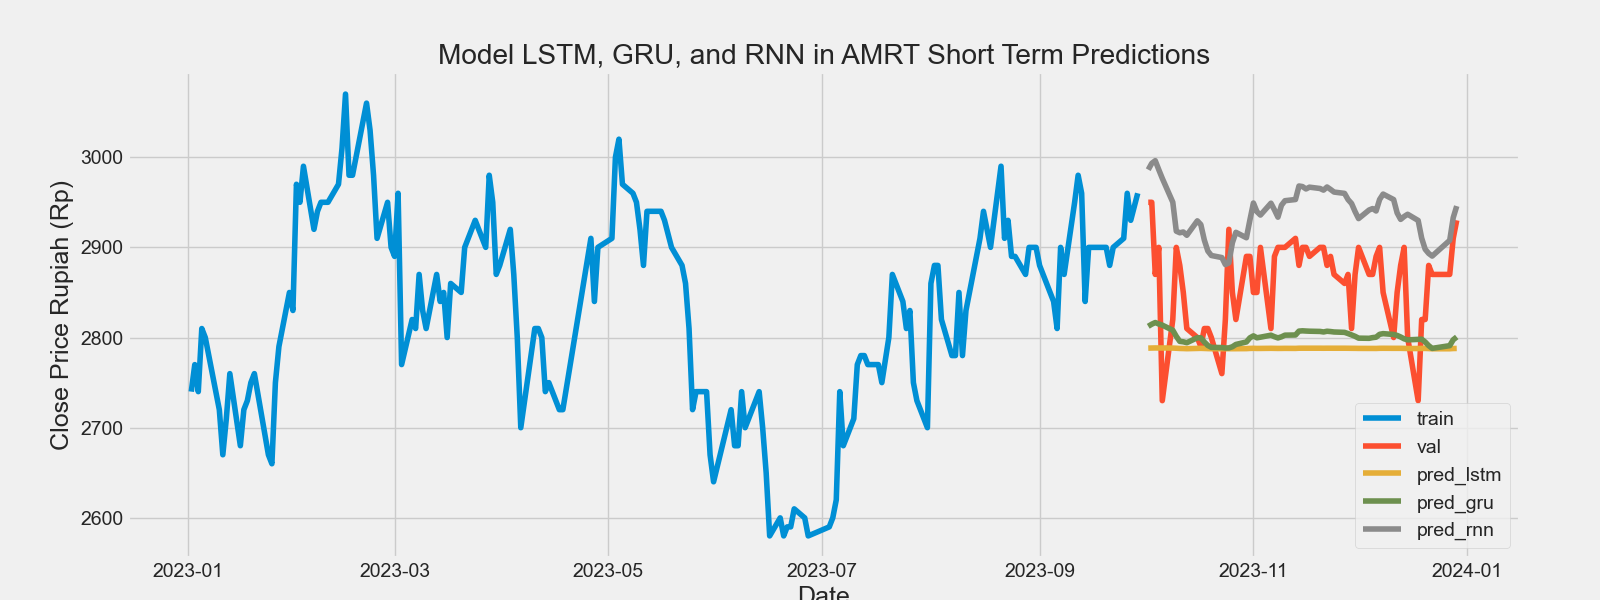 Model LSTM, GRU, and RNN in AMRT Short Term Predictions
Close Price Rupiah (Rp)
3000
2900
2800
2700
2600
train
val
pred_lstm
pred_gru
pred_rnn
2023-01 2023-03 2023-05 2023-07 2023-09 2023-11 2024-01
Date